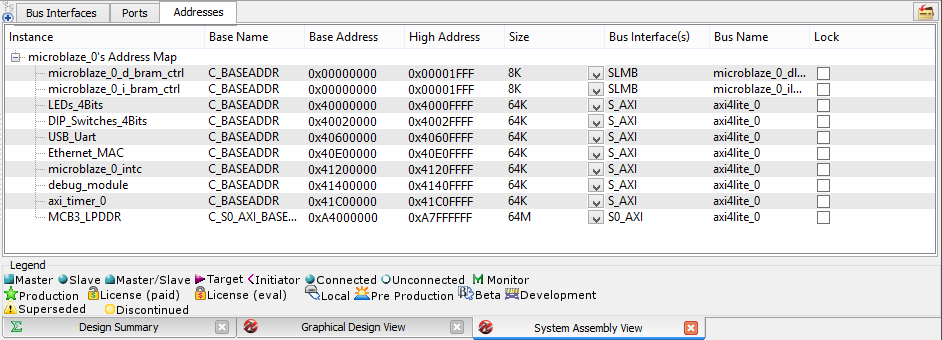 Bus Interfaces Ports Addresses
Instance Base Name Base Address High Address Size Bus Interface(s) Bus Name Lock
microblaze_0's Address Map
microblaze_0_d_bram_ctrl C_BASEADDR 0x00000000 0x00001FFF 8K SLMB microblaze_0_dl...
microblaze_0_i_bram_ctrl C_BASEADDR 0x00000000 0x00001FFF 8K SLMB microblaze_0_il...
LEDs_4Bits C_BASEADDR 0x40000000 0x4000FFFF 64K S_AXI axi4lite_0
DIP_Switches_4Bits C_BASEADDR 0x40020000 0x4002FFFF 64K S_AXI axi4lite_0
USB_Uart C_BASEADDR 0x40600000 0x4060FFFF 64K S_AXI axi4lite_0
Ethernet_MAC C_BASEADDR 0x40E00000 0x40E0FFFF 64K S_AXI axi4lite_0
microblaze_0_intc C_BASEADDR 0x41200000 0x4120FFFF 64K S_AXI axi4lite_0
debug_module C_BASEADDR 0x41400000 0x4140FFFF 64K S_AXI axi4lite_0
axi_timer_0 C_BASEADDR 0x41C00000 0x41C0FFFF 64K S_AXI axi4lite_0
MCB3_LPDDR C_S0_AXI_BASE... 0xA4000000 0xA7FFFFFF 64M S0_AXI axi4lite_0
Legend
Master Slave Master/Slave Target Initiator Connected Unconnected Monitor
Production License (paid) License (eval) Local Pre Production Beta Development
Superseded Discontinued
Design Summary Graphical Design View System Assembly View